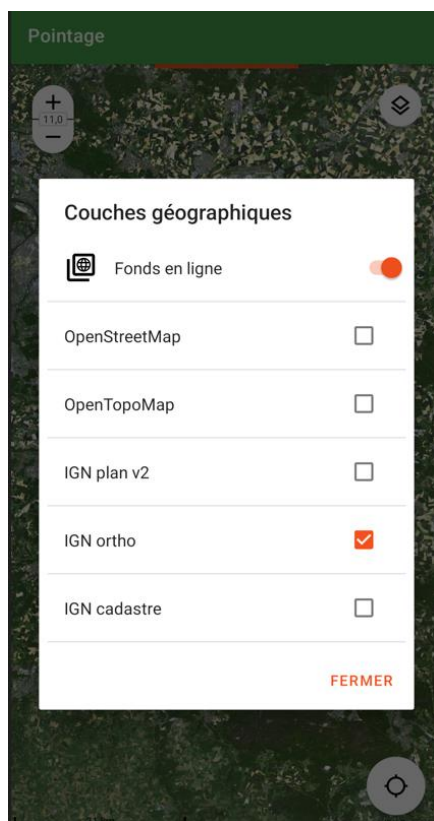 Pointage
+
11,0
−
Couches géographiques
Fonds en ligne
OpenStreetMap
OpenTopoMap
IGN plan v2
IGN ortho
IGN cadastre
FERMER